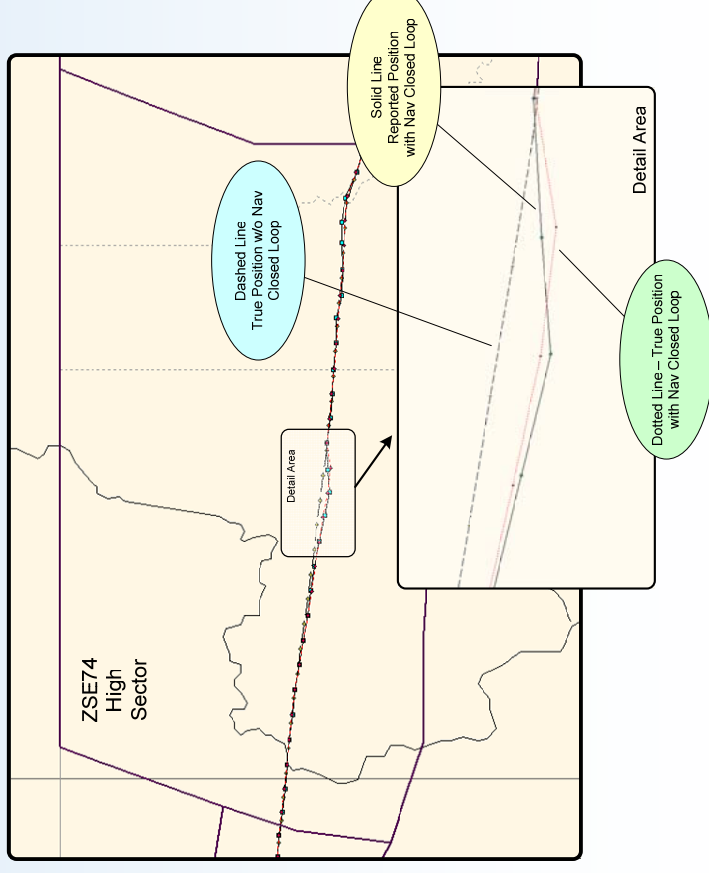 Solid Line
Reported Position
with Nav Closed Loop
Dashed Line
True Position w/o Nav
Closed Loop
Detail Area
Dotted Line – True Position
with Nav Closed Loop
Detail Area
ZSE74
High
Sector